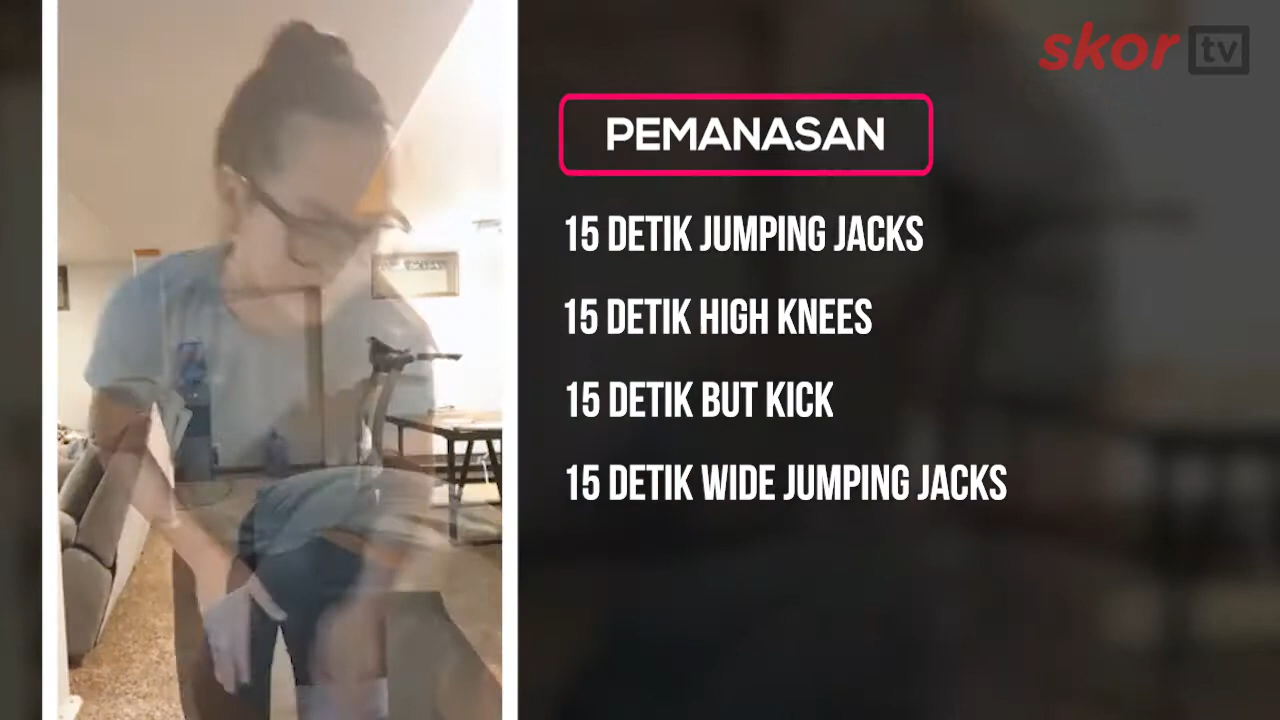 skor tv
PEMANASAN
15 DETIK JUMPING JACKS
15 DETIK HIGH KNEES
15 DETIK BUT KICK
15 DETIK WIDE JUMPING JACKS